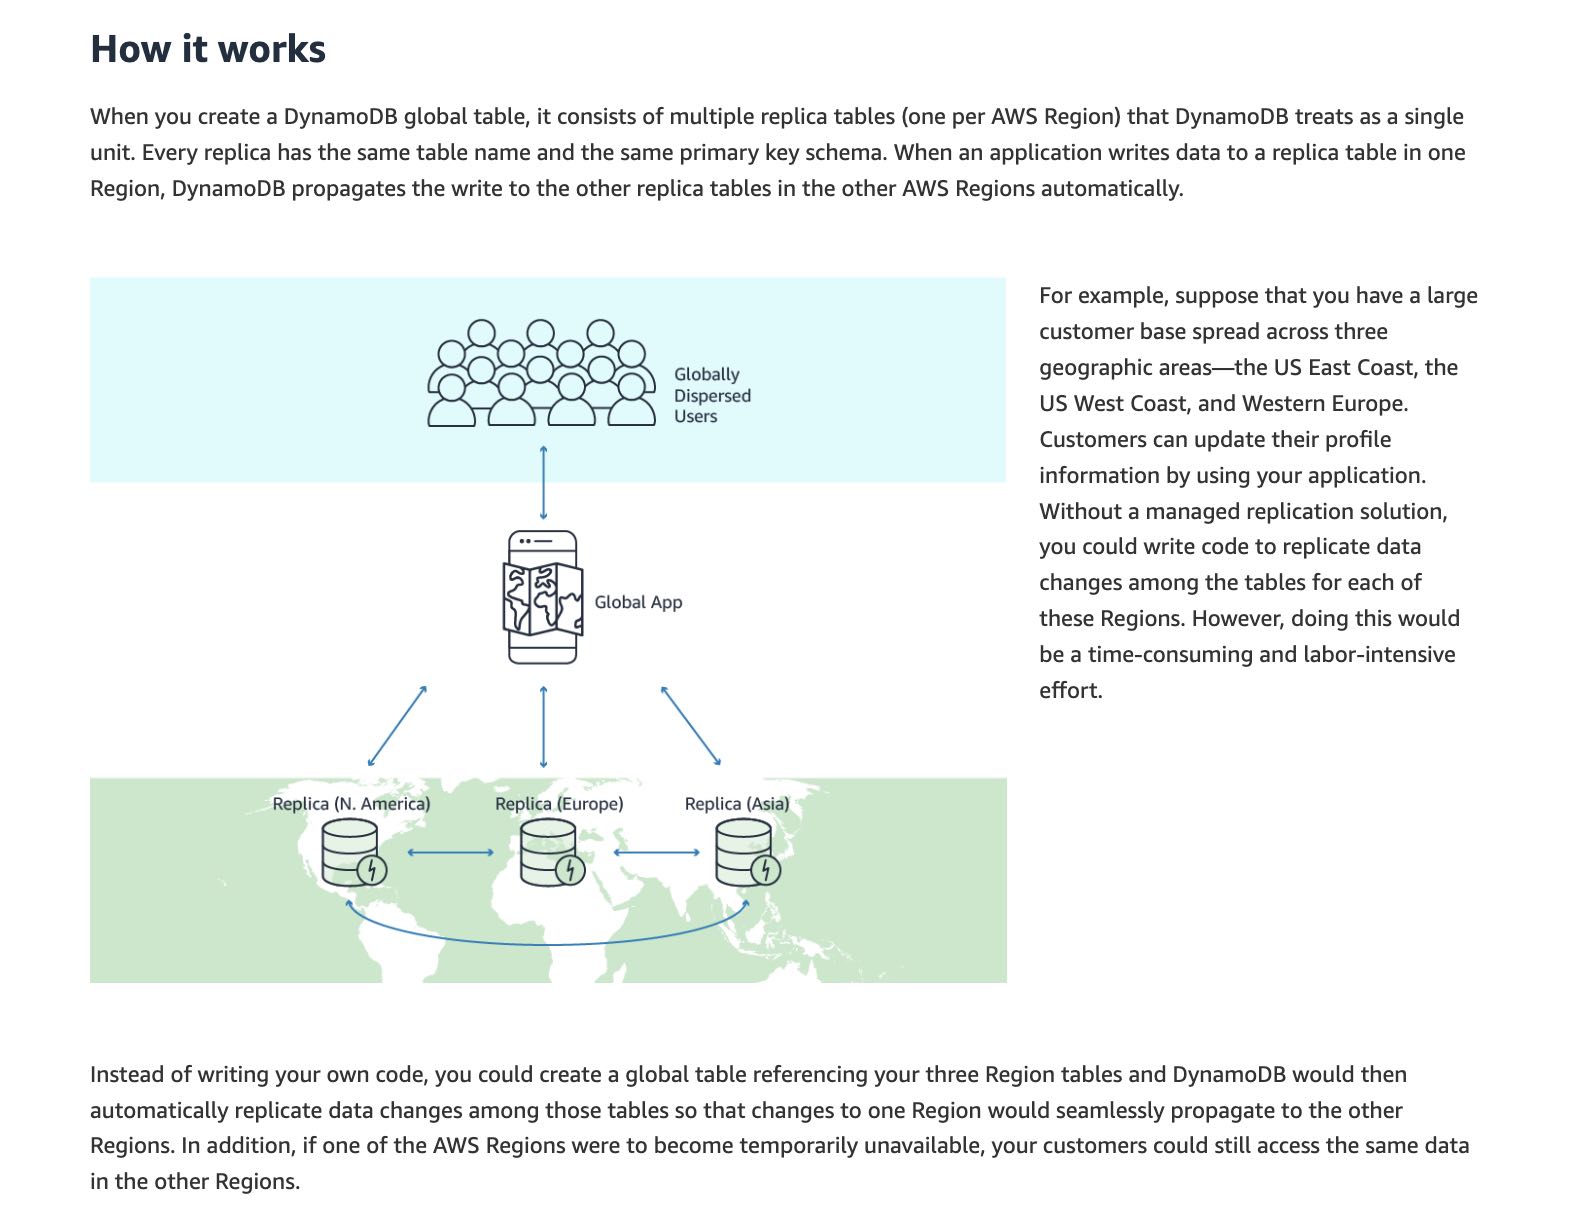 How it works
When you create a DynamoDB global table, it consists of multiple replica tables (one per AWS Region) that DynamoDB treats as a single
unit. Every replica has the same table name and the same primary key schema. When an application writes data to a replica table in one
Region, DynamoDB propagates the write to the other replica tables in the other AWS Regions automatically.
Globally
Dispersed
Users
Global App
Replica (N. America)
Replica (Europe)
Replica (Asia)
For example, suppose that you have a large
customer base spread across three
geographic areas—the US East Coast, the
US West Coast, and Western Europe.
Customers can update their profile
information by using your application.
Without a managed replication solution,
you could write code to replicate data
changes among the tables for each of
these Regions. However, doing this would
be a time-consuming and labor-intensive
effort.
Instead of writing your own code, you could create a global table referencing your three Region tables and DynamoDB would then
automatically replicate data changes among those tables so that changes to one Region would seamlessly propagate to the other
Regions. In addition, if one of the AWS Regions were to become temporarily unavailable, your customers could still access the same data
in the other Regions.